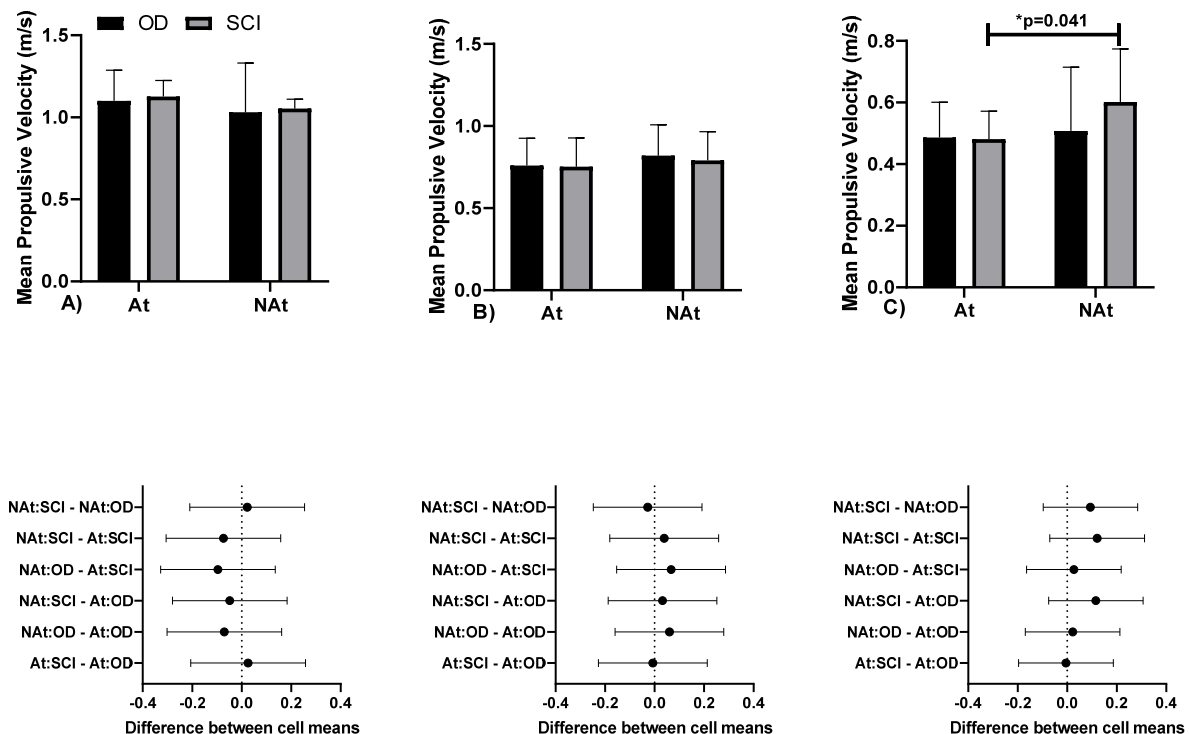 OD SCI
Mean Propulsive Velocity (m/s)
1.5
1.0
0.5
0.0
A)
At NAt
Mean Propulsive Velocity (m/s)
1.5
1.0
0.5
0.0
B)
At NAt
*p=0.041
Mean Propulsive Velocity (m/s)
0.8
0.6
0.4
0.2
0.0
C)
At NAt
NAt:SCI - NAt:OD
NAt:SCI - At:SCI
NAt:OD - At:SCI
NAt:SCI - At:OD
NAt:OD - At:OD
At:SCI - At:OD
-0.4 -0.2 0.0 0.2 0.4
Difference between cell means
NAt:SCI - NAt:OD
NAt:SCI - At:SCI
NAt:OD - At:SCI
NAt:SCI - At:OD
NAt:OD - At:OD
At:SCI - At:OD
-0.4 -0.2 0.0 0.2 0.4
Difference between cell means
NAt:SCI - NAt:OD
NAt:SCI - At:SCI
NAt:OD - At:SCI
NAt:SCI - At:OD
NAt:OD - At:OD
At:SCI - At:OD
-0.4 -0.2 0.0 0.2 0.4
Difference between cell means